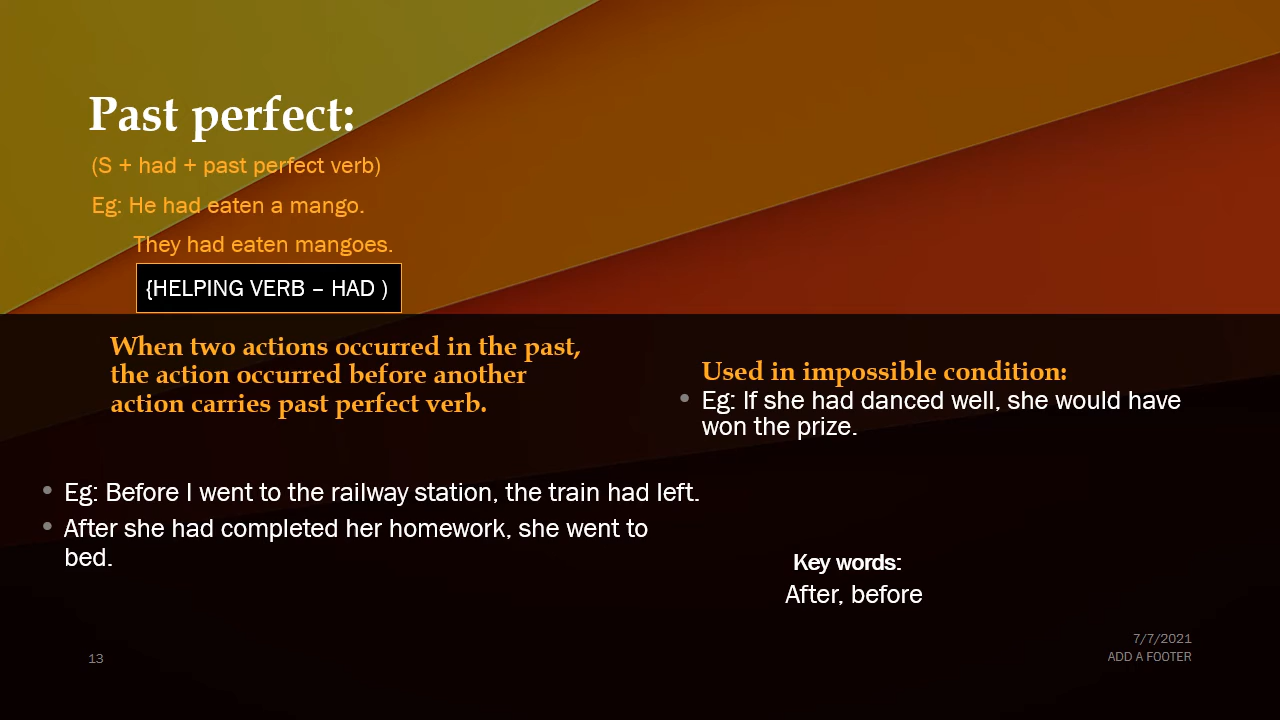 Past perfect:
(S + had + past perfect verb)
Eg: He had eaten a mango.
They had eaten mangoes.
{HELPING VERB – HAD )
When two actions occurred in the past,
the action occurred before another
action carries past perfect verb.
• Eg: Before I went to the railway station, the train had left.
• After she had completed her homework, she went to
bed.
Used in impossible condition:
• Eg: If she had danced well, she would have
won the prize.
Key words:
After, before
13
7/7/2021
ADD A FOOTER